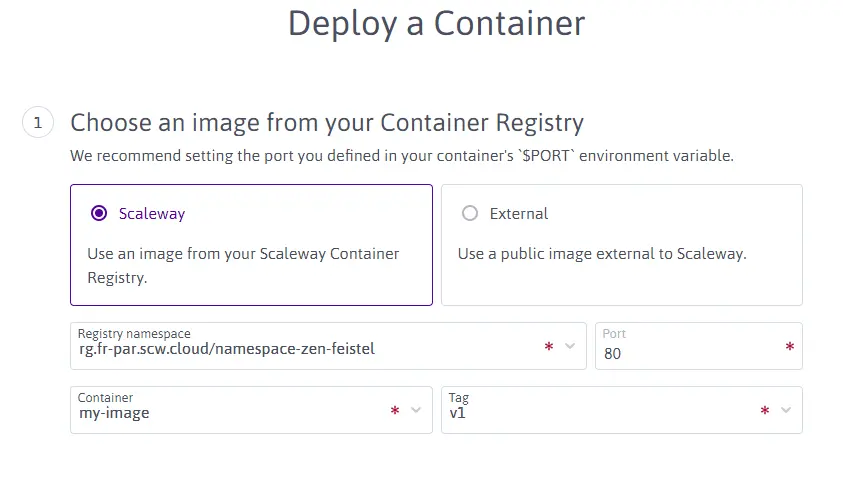 Deploy a Container
1 Choose an image from your Container Registry
We recommend setting the port you defined in your container's `$PORT` environment variable.
Scaleway
Use an image from your Scaleway Container
Registry.
External
Use a public image external to Scaleway.
Registry namespace
rg.fr-par.scw.cloud/namespace-zen-feistel *
Port
80 *
Container
my-image *
Tag
v1 *